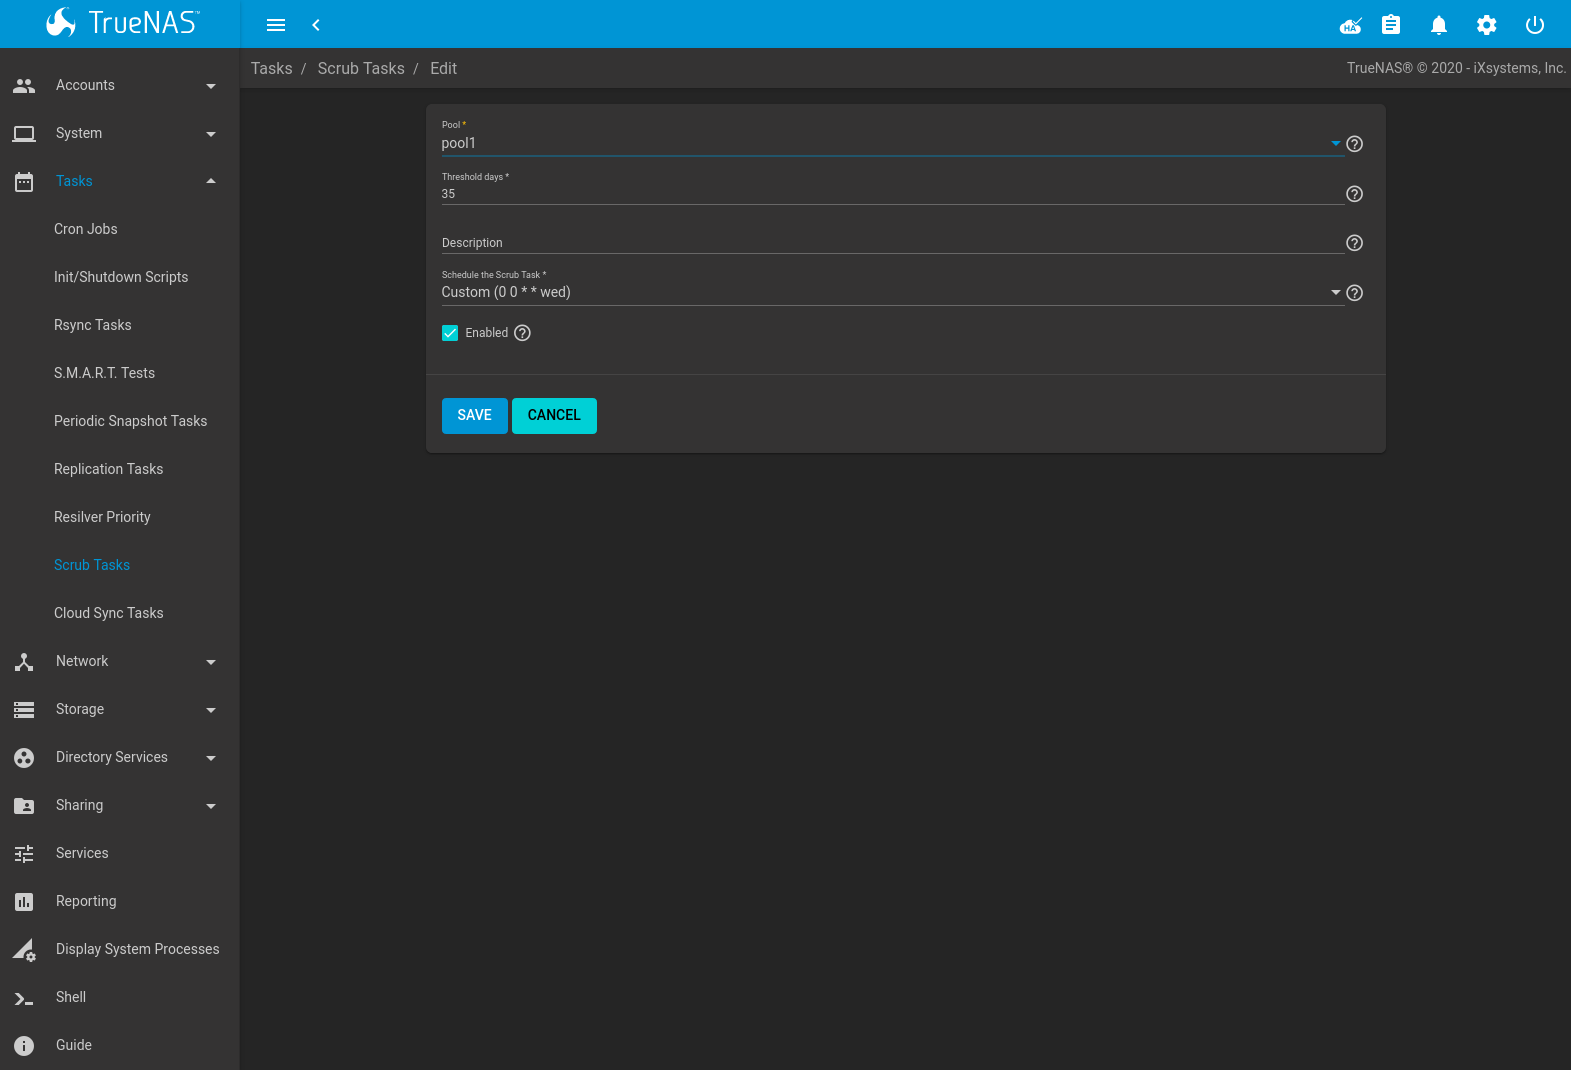 TrueNAS™
HA
Tasks / Scrub Tasks / Edit
TrueNAS® © 2020 - iXsystems, Inc.
Accounts
System
Tasks
Cron Jobs
Init/Shutdown Scripts
Rsync Tasks
S.M.A.R.T. Tests
Periodic Snapshot Tasks
Replication Tasks
Resilver Priority
Scrub Tasks
Cloud Sync Tasks
Network
Storage
Directory Services
Sharing
Services
Reporting
Display System Processes
Shell
Guide
Pool *
pool1
Threshold days *
35
Description
Schedule the Scrub Task *
Custom (0 0 * * wed)
Enabled
SAVE CANCEL